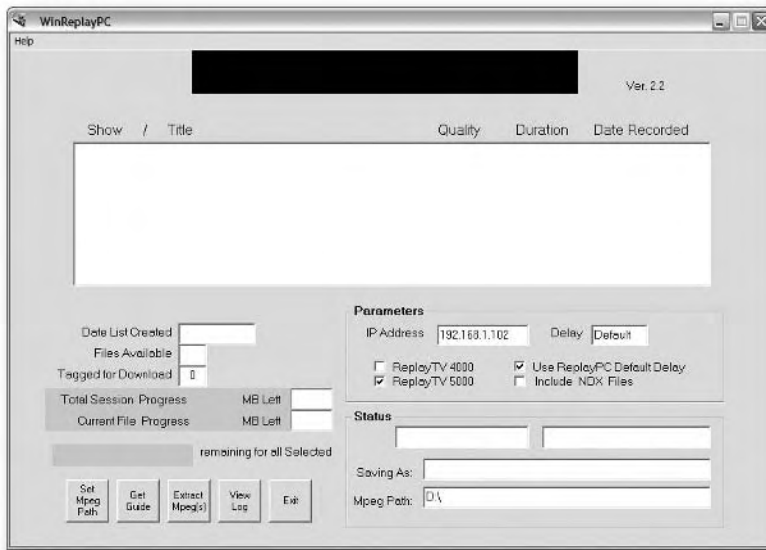 WinReplayPC
Help
Ver. 2.2
Show / Title Quality Duration Date Recorded
Date List Created
Files Available
Tagged for Download 0
Total Session Progress MB Left
Current File Progress MB Left
remaining for all Selected
Set Mpeg Path
Get Guide
Extract Mpeg(s)
View Log
Exit
Parameters
IP Address 192.168.1.102 Delay Default
ReplayTV 4000 Use ReplayPC Default Delay
ReplayTV 5000 Include NDX Files
Status
Saving As:
Mpeg Path: D:\